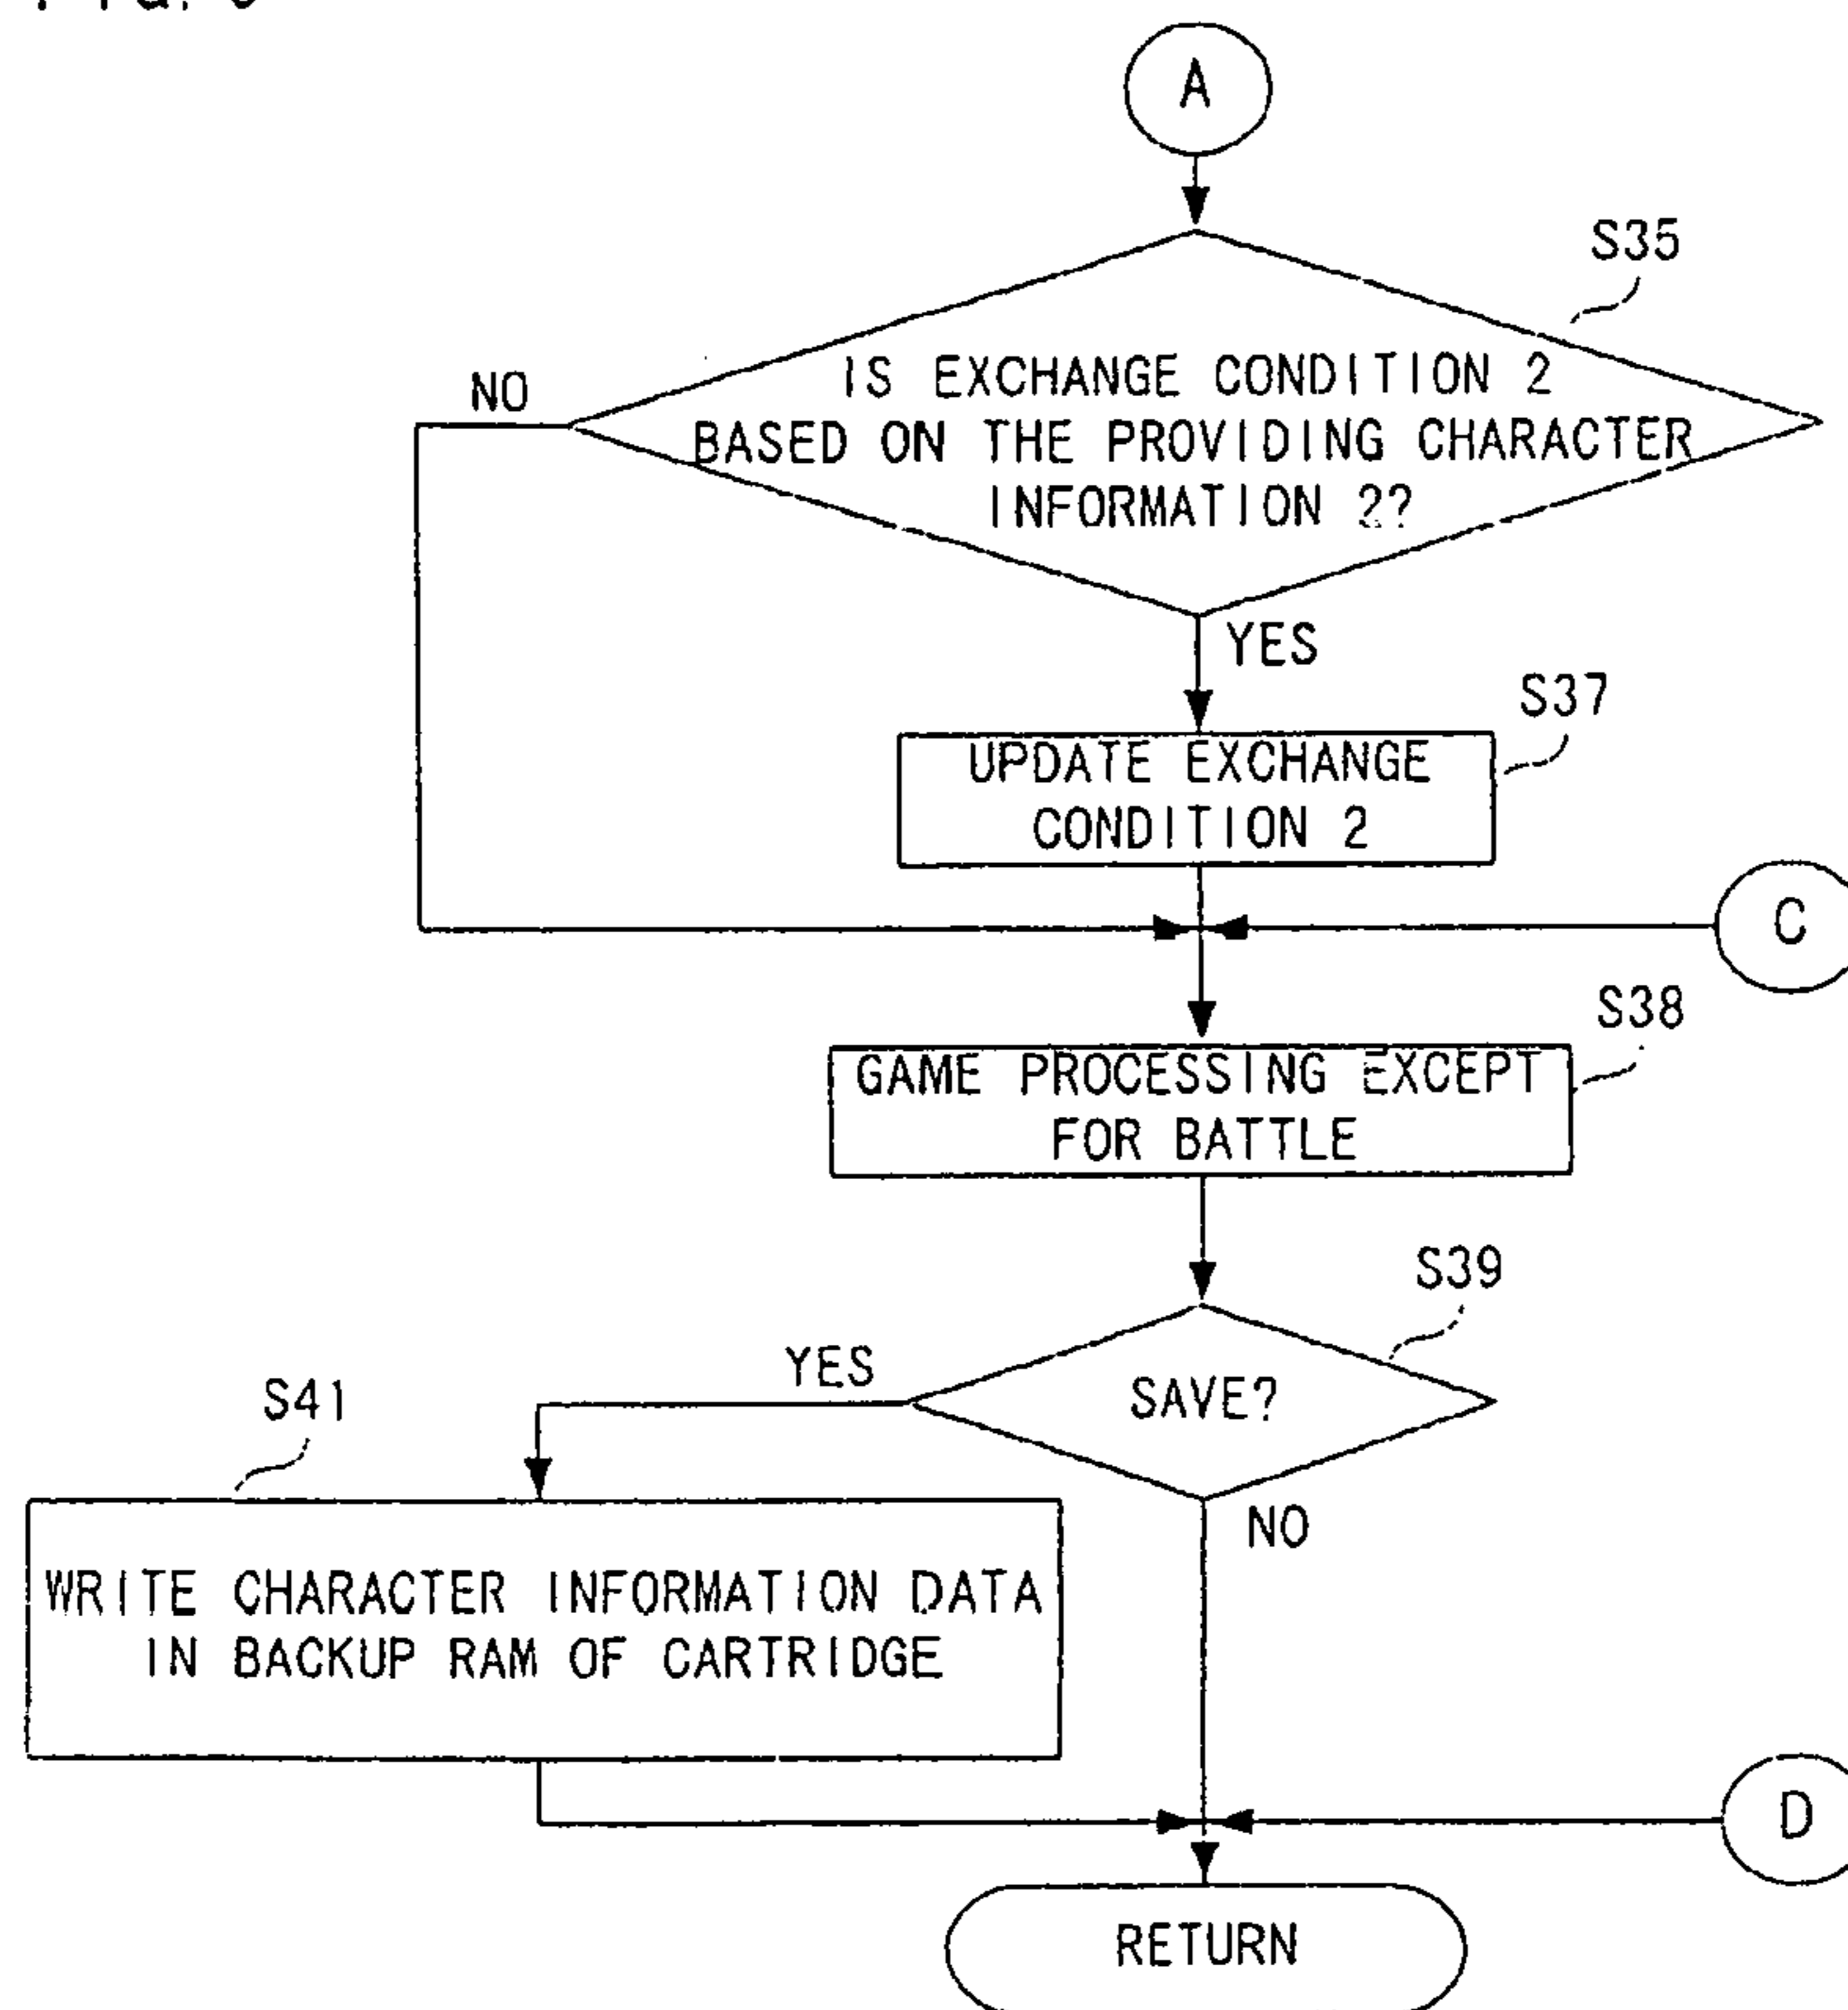 A
S35
NO
IS EXCHANGE CONDITION 2
BASED ON THE PROVIDING CHARACTER
INFORMATION 2?
YES
S37
UPDATE EXCHANGE
CONDITION 2
C
S38
GAME PROCESSING EXCEPT
FOR BATTLE
S39
YES
SAVE?
S41
NO
WRITE CHARACTER INFORMATION DATA
IN BACKUP RAM OF CARTRIDGE
D
RETURN